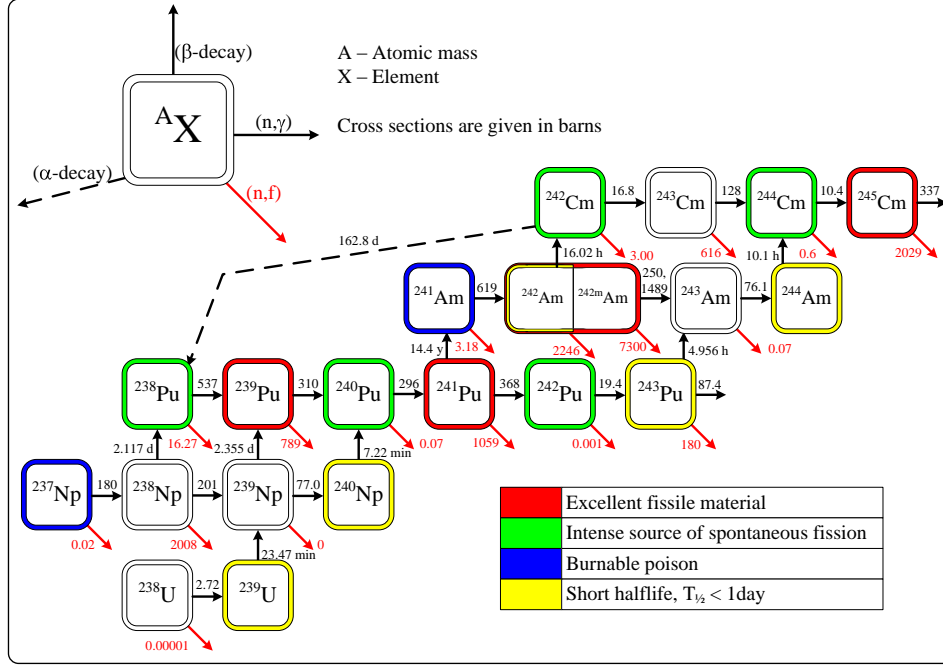 (β-decay)
A – Atomic mass
X – Element
ᴬX
(n,γ)
Cross sections are given in barns
(α-decay)
(n,f)
²⁴²Cm
16.8
²⁴³Cm
128
²⁴⁴Cm
10.4
²⁴⁵Cm
337
162.8 d
16.02 h
3.00
616
10.1 h
0.6
2029
²⁴¹Am
619
²⁴²Am
²⁴²ᵐAm
250,
1489
²⁴³Am
76.1
²⁴⁴Am
14.4 y
3.18
2246
7300
4.956 h
0.07
²³⁸Pu
537
²³⁹Pu
310
²⁴⁰Pu
296
²⁴¹Pu
368
²⁴²Pu
19.4
²⁴³Pu
87.4
2.117 d
16.27
2.355 d
789
7.22 min
0.07
1059
0.001
180
²³⁷Np
180
²³⁸Np
201
²³⁹Np
77.0
²⁴⁰Np
0.02
2008
23.47 min
0
²³⁸U
2.72
²³⁹U
0.00001
Excellent fissile material
Intense source of spontaneous fission
Burnable poison
Short halflife, T½ < 1day